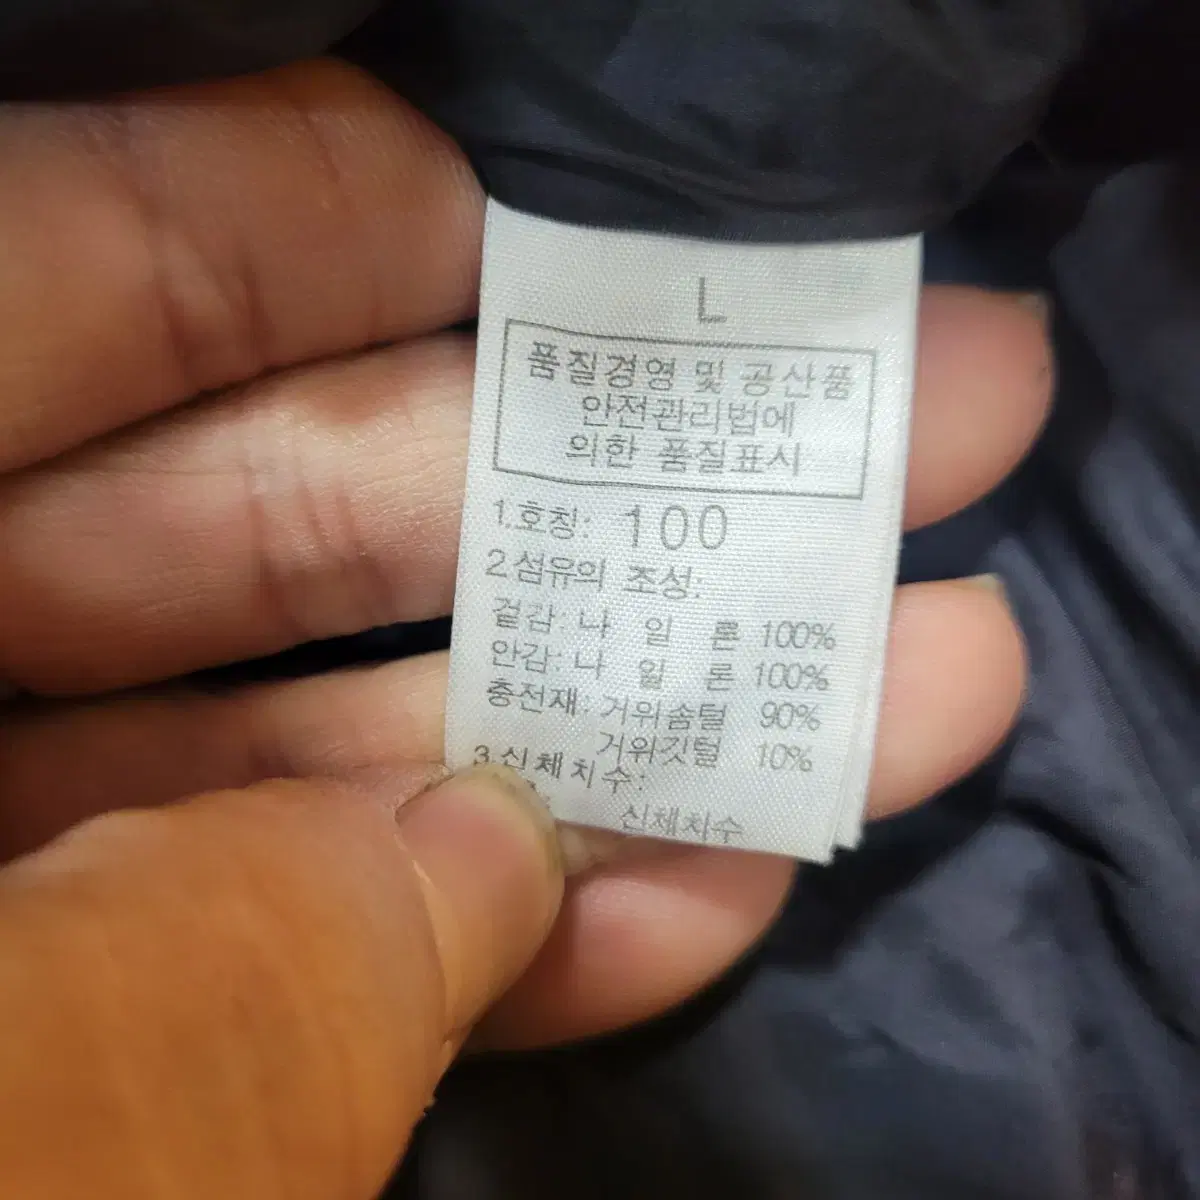 L
품질경영 및 공산품
안전관리법에
의한 품질표시
1.호칭: 100
2섬유의 조성:
겉감: 나 일 론 100%
안감: 나 일 론 100%
충전재: 거위솜털 90%
거위깃털 10%
3.신체치수:
신체치수